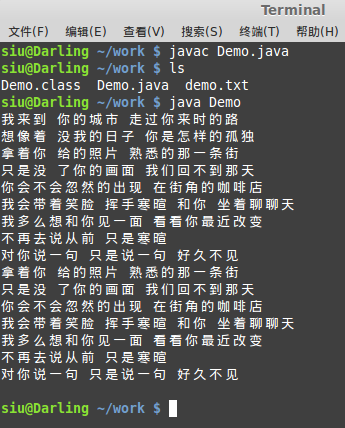 Terminal
文件(F) 编辑(E) 查看(V) 搜索(S) 终端(T) 帮助(H)
siu@Darling ~/work $ javac Demo.java
siu@Darling ~/work $ ls
Demo.class Demo.java demo.txt
siu@Darling ~/work $ java Demo
我来到 你的城市 走过你来时的路
想像着 没我的日子 你是怎样的孤独
拿着你 给的照片 熟悉的那一条街
只是没 了你的画面 我们回不到那天
你会不会忽然的出现 在街角的咖啡店
我会带着笑脸 挥手寒暄 和你 坐着聊聊天
我多么想和你见一面 看看你最近改变
不再去说从前 只是寒暄
对你说一句 只是说一句 好久不见
拿着你 给的照片 熟悉的那一条街
只是没 了你的画面 我们回不到那天
你会不会忽然的出现 在街角的咖啡店
我会带着笑脸 挥手寒暄 和你 坐着聊聊天
我多么想和你见一面 看看你最近改变
不再去说从前 只是寒暄
对你说一句 只是说一句 好久不见
siu@Darling ~/work $